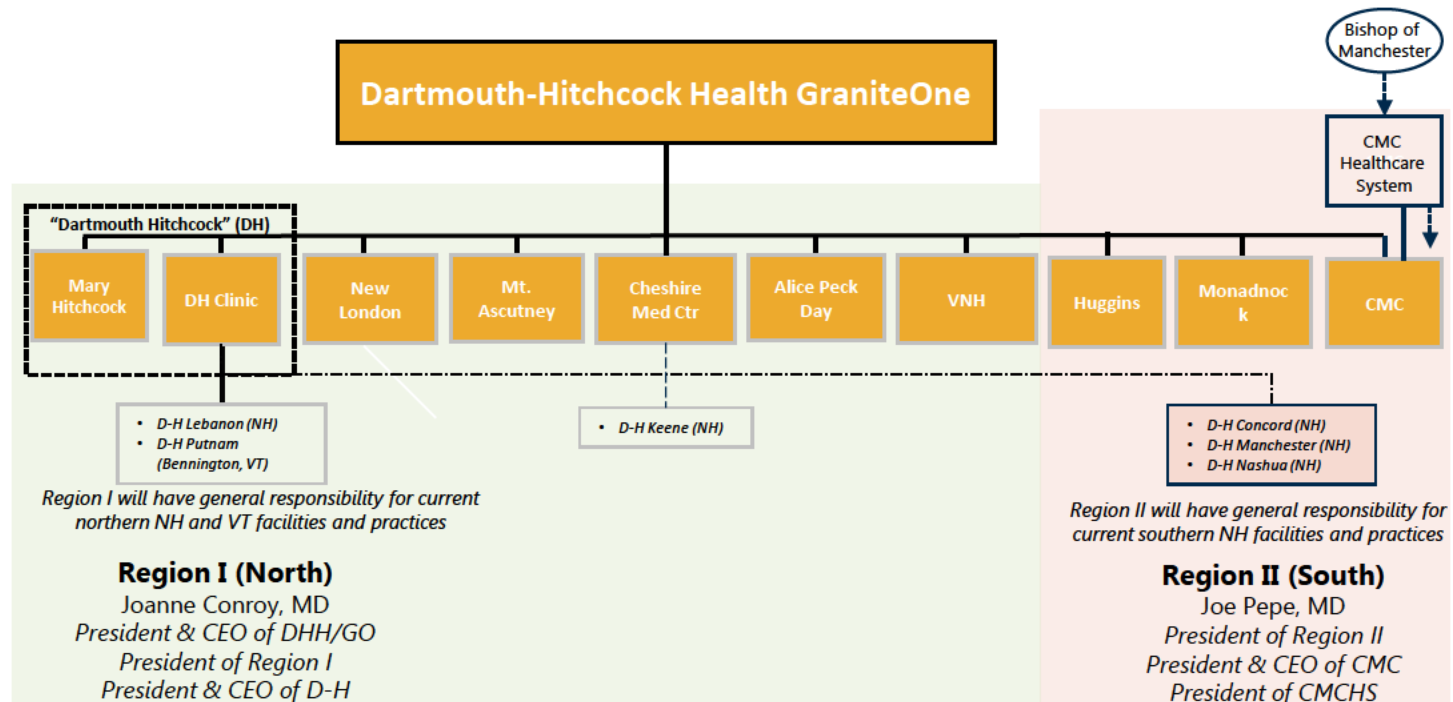 Bishop of
Manchester
Dartmouth-Hitchcock Health GraniteOne
CMC
Healthcare
System
“Dartmouth Hitchcock” (DH)
Mary
Hitchcock
DH Clinic
New
London
Mt.
Ascutney
Cheshire
Med Ctr
Alice Peck
Day
VNH
Huggins
Monadnoc
k
CMC
• D-H Lebanon (NH)
• D-H Putnam
(Bennington, VT)
• D-H Keene (NH)
• D-H Concord (NH)
• D-H Manchester (NH)
• D-H Nashua (NH)
Region I will have general responsibility for current
northern NH and VT facilities and practices
Region II will have general responsibility for
current southern NH facilities and practices
Region I (North)
Joanne Conroy, MD
President & CEO of DHH/GO
President of Region I
President & CEO of D-H
Region II (South)
Joe Pepe, MD
President of Region II
President & CEO of CMC
President of CMCHS